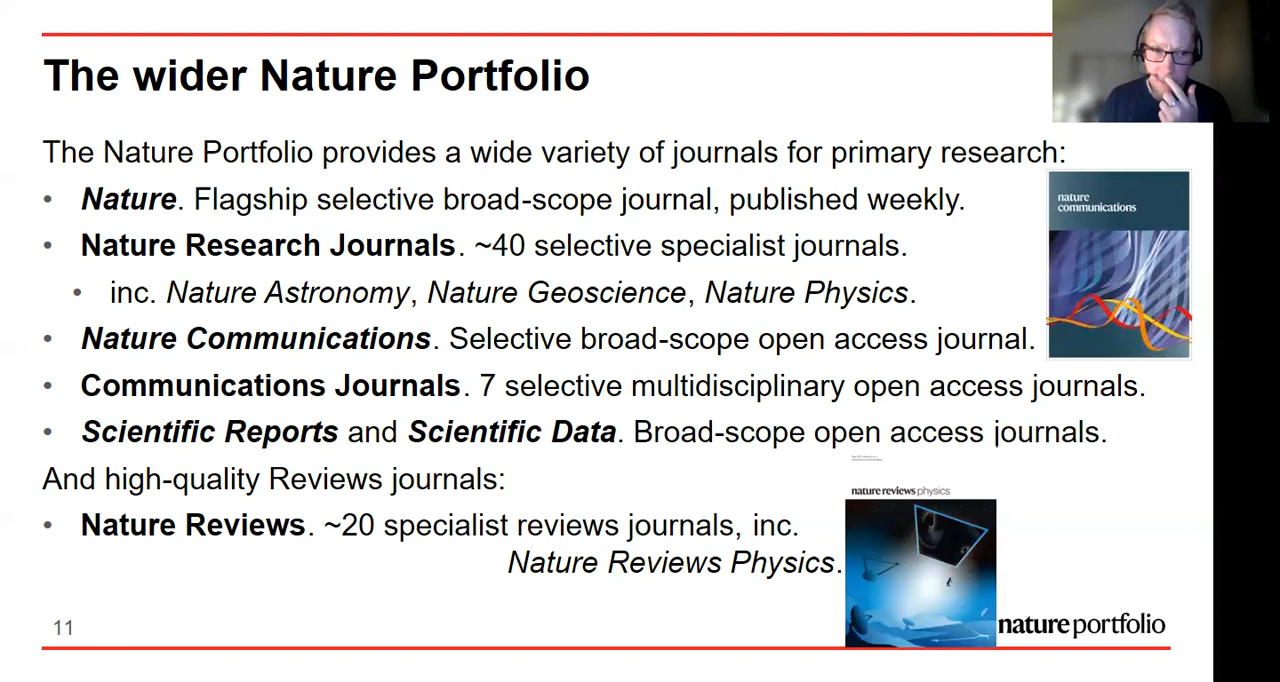 The wider Nature Portfolio
The Nature Portfolio provides a wide variety of journals for primary research:
• Nature. Flagship selective broad-scope journal, published weekly.
• Nature Research Journals. ~40 selective specialist journals.
• inc. Nature Astronomy, Nature Geoscience, Nature Physics.
• Nature Communications. Selective broad-scope open access journal.
• Communications Journals. 7 selective multidisciplinary open access journals.
• Scientific Reports and Scientific Data. Broad-scope open access journals.
And high-quality Reviews journals:
• Nature Reviews. ~20 specialist reviews journals, inc.
Nature Reviews Physics.
nature
communications
nature reviews physics
11
nature portfolio